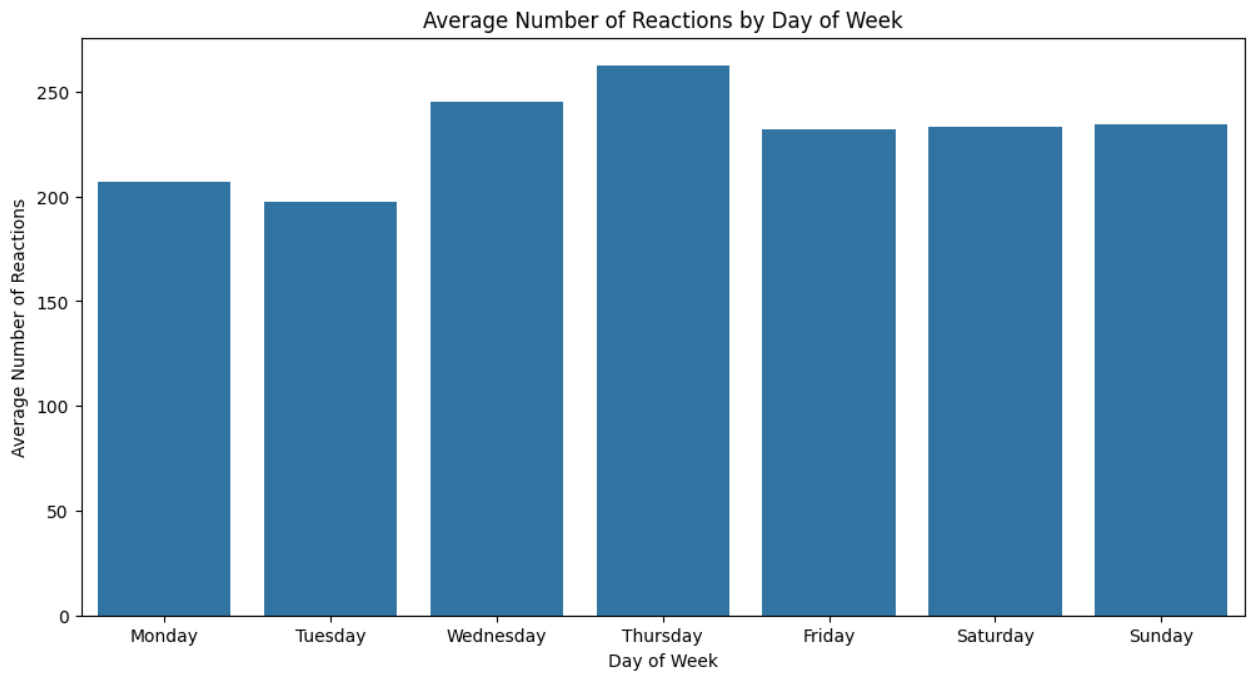 Average Number of Reactions by Day of Week
Average Number of Reactions
250
200
150
100
50
0
Monday Tuesday Wednesday Thursday Friday Saturday Sunday
Day of Week